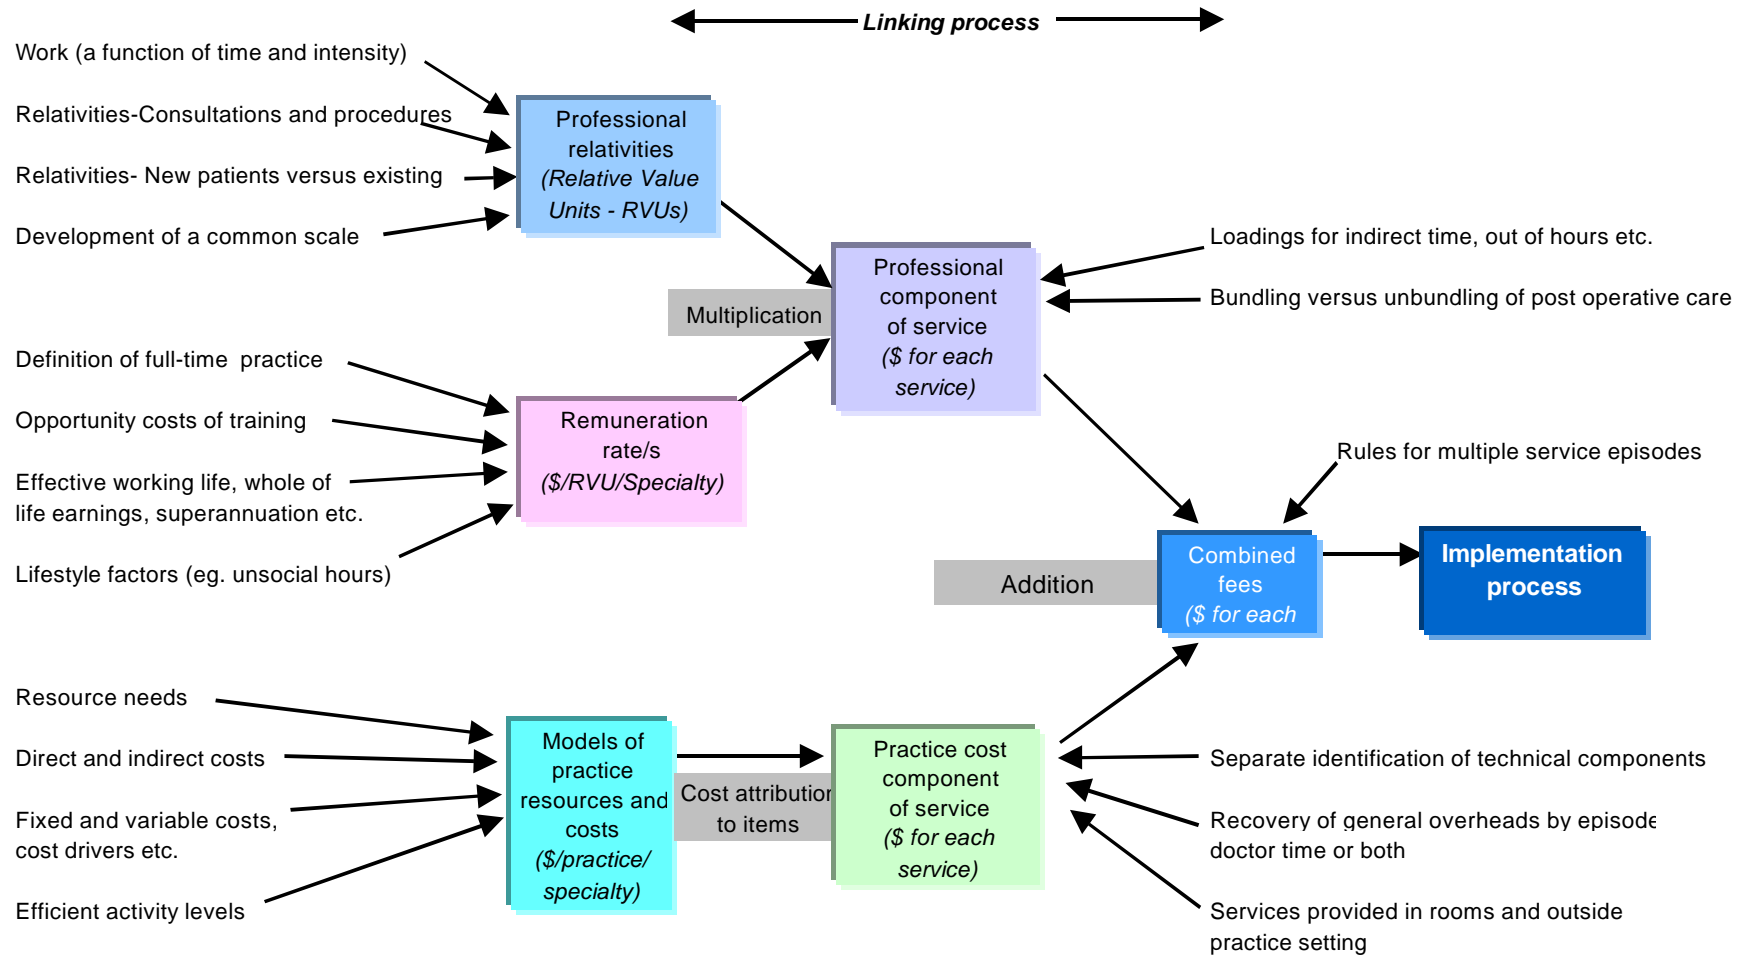 Linking process
Work (a function of time and intensity)
Relativities-Consultations and procedures
Relativities- New patients versus existing
Development of a common scale
Professional
relativities
(Relative Value
Units - RVUs)
Multiplication
Professional
component
of service
($ for each
service)
Loadings for indirect time, out of hours etc.
Bundling versus unbundling of post operative care
Definition of full-time practice
Opportunity costs of training
Effective working life, whole of
life earnings, superannuation etc.
Lifestyle factors (eg. unsocial hours)
Remuneration
rate/s
($/RVU/Specialty)
Rules for multiple service episodes
Addition
Combined
fees
($ for each
Implementation
process
Resource needs
Direct and indirect costs
Fixed and variable costs,
cost drivers etc.
Efficient activity levels
Models of
practice
resources and
costs
($/practice/
specialty)
Cost attribution
to items
Practice cost
component
of service
($ for each
service)
Separate identification of technical components
Recovery of general overheads by episode
doctor time or both
Services provided in rooms and outside
practice setting